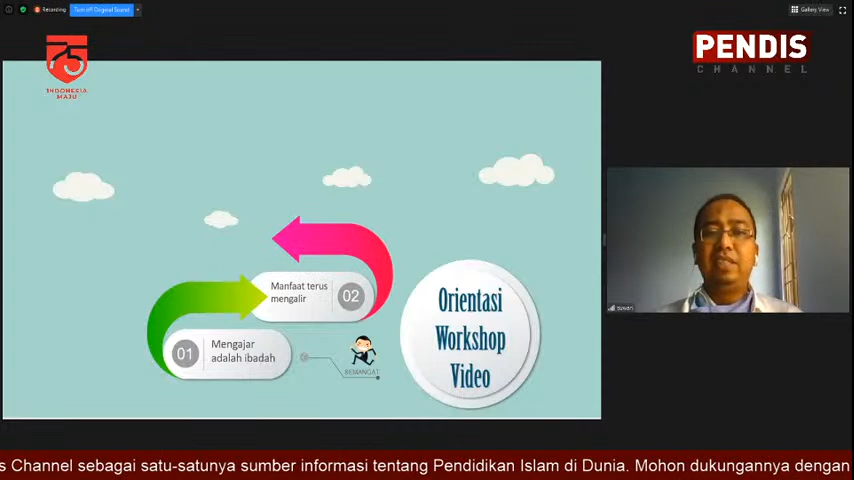 Recording
Turn off Original Sound
Gallery View
75
INDONESIA
MAJU
PENDIS
CHANNEL
Manfaat terus
mengalir
02
01
Mengajar
adalah ibadah
SEMANGAT
Orientasi
Workshop
Video
s Channel sebagai satu-satunya sumber informasi tentang Pendidikan Islam di Dunia. Mohon dukungannya dengan